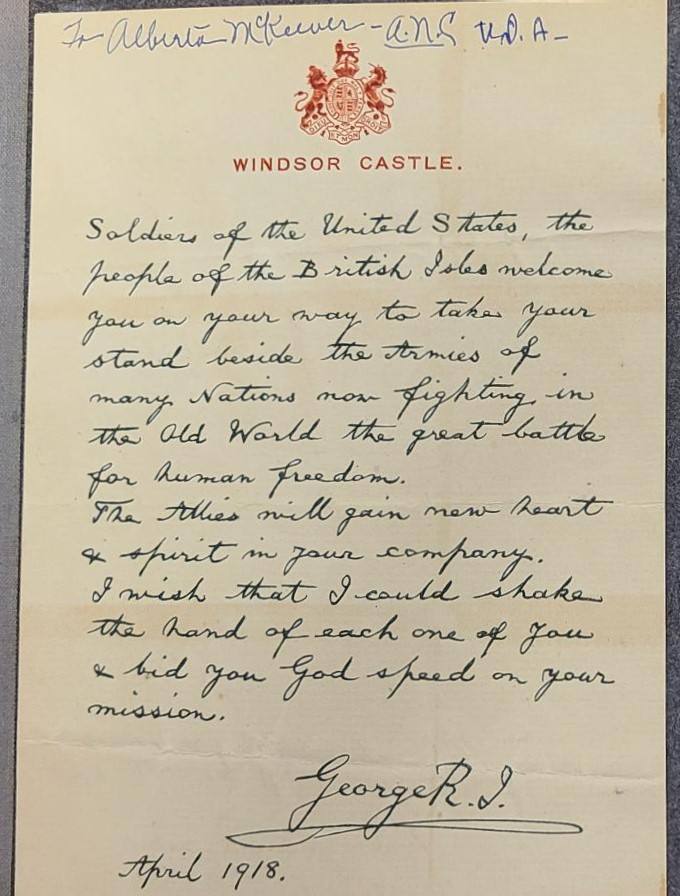 To Alberta McKeever - A.N.C U.S.A-
WINDSOR CASTLE.
Soldiers of the United States, the
people of the British Isles welcome
you on your way to take your
stand beside the Armies of
many Nations now fighting in
the Old World the great battle
for human freedom.
The Allies will gain new heart
& spirit in your company.
I wish that I could shake
the hand of each one of you
& bid you God speed on your
mission.
George R.I.
April 1918.